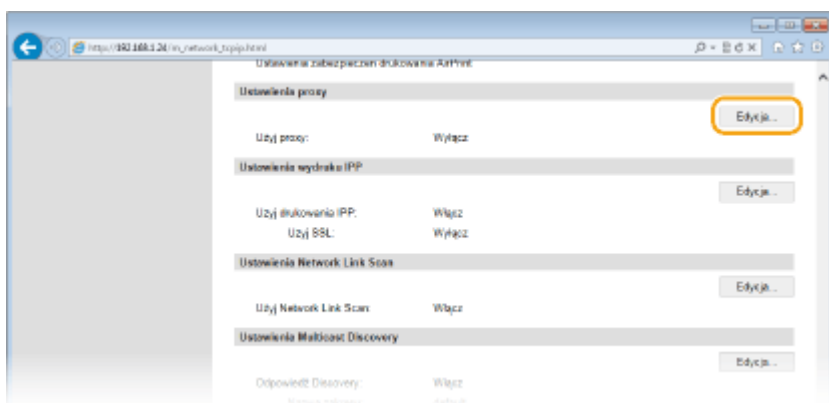 http://192.168.1.24/m_network_tcpip.html
Ustawienia zabezpieczeń drukowania AirPrint
Ustawienia proxy
Edycja...
Użyj proxy: Wyłącz
Ustawienia wydruku IPP
Edycja...
Użyj drukowania IPP: Włącz
Użyj SSL: Wyłącz
Ustawienia Network Link Scan
Edycja...
Użyj Network Link Scan: Włącz
Ustawienia Multicast Discovery
Edycja...
Odpowiedź Discovery: Włącz